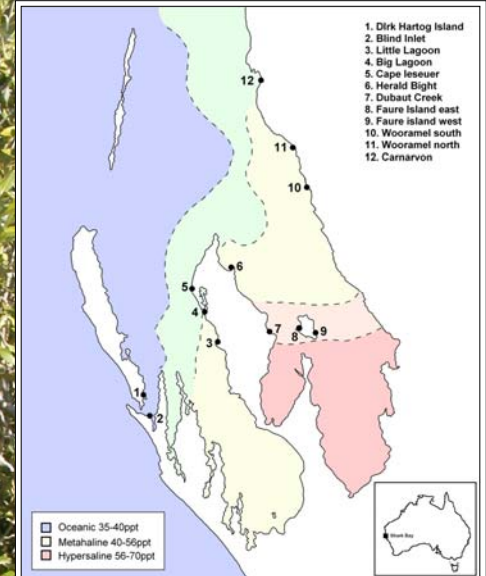 1. DIrk Hartog Island
2. Blind Inlet
3. Little Lagoon
4. Big Lagoon
5. Cape leseuer
6. Herald Bight
7. Dubaut Creek
8. Faure Island east
9. Faure island west
10. Wooramel south
11. Wooramel north
12. Carnarvon
12
11
10
6
5
4
3
7
8
9
1
2
Oceanic 35-40ppt
Metahaline 40-56ppt
Hypersaline 56-70ppt
Shark Bay